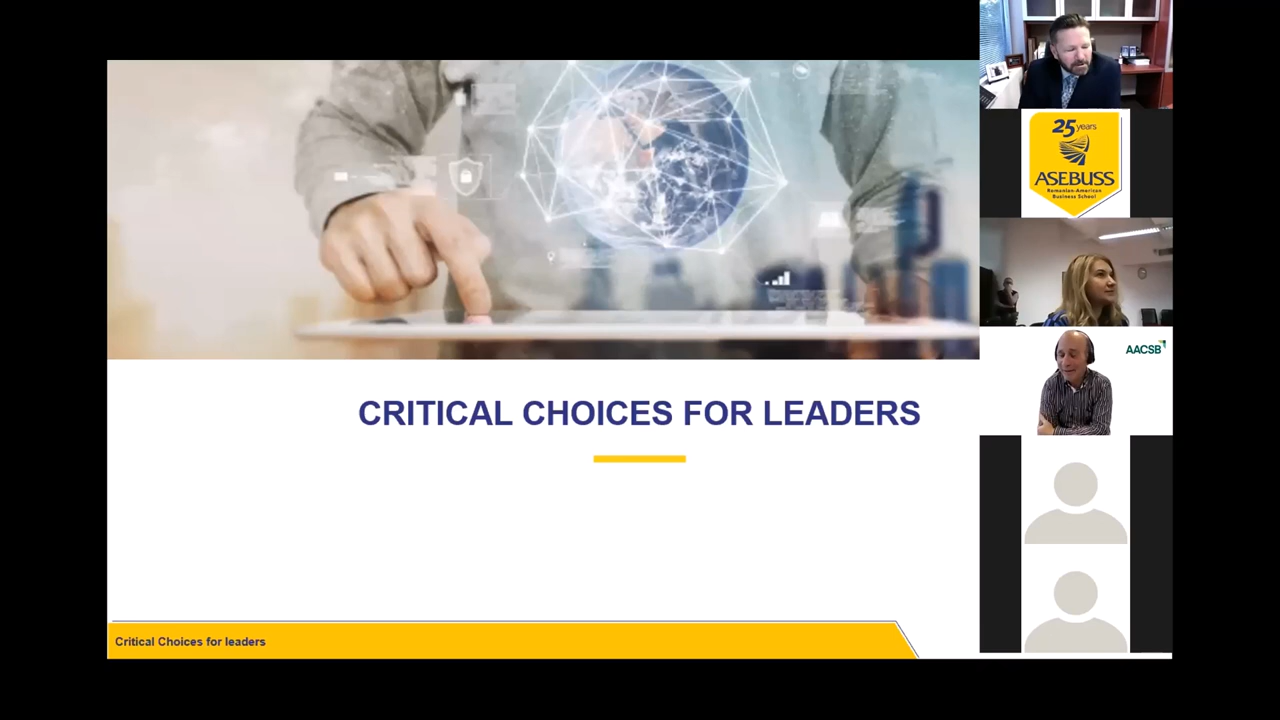 CRITICAL CHOICES FOR LEADERS
Critical Choices for leaders
25 years
ASEBUSS
Romanian-American
Business School
AACSB